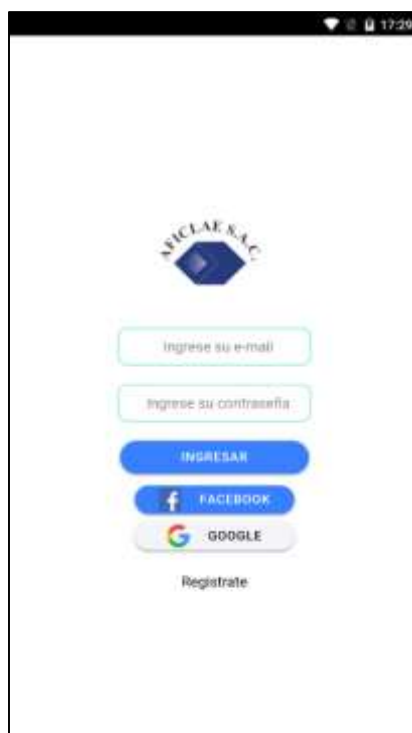 17:29
AFICLAE S.A.C.
Ingrese su e-mail
Ingrese su contraseña
INGRESAR
f FACEBOOK
G GOOGLE
Registrate